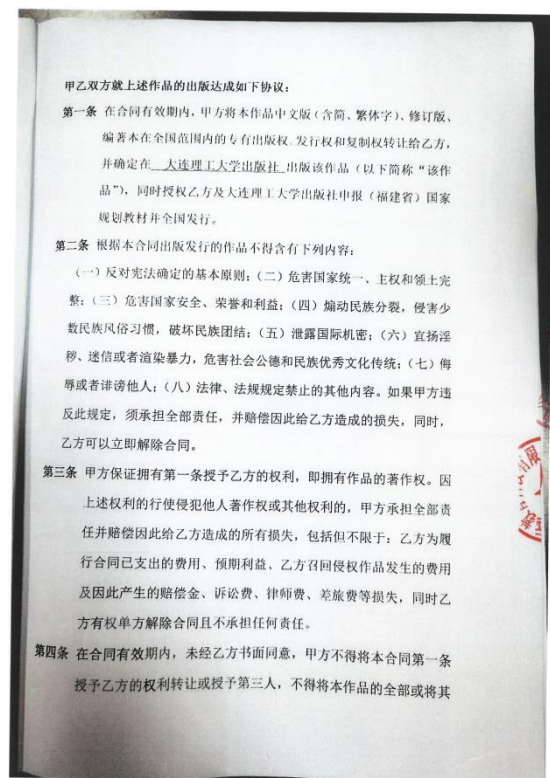 甲乙双方就上述作品的出版达成如下协议：
第一条 在合同有效期内，甲方将本作品中文版（含简、繁体字）、修订版、
编著本在全国范围内的专有出版权、发行权和复制权转让给乙方，
并确定在 大连理工大学出版社 出版该作品（以下简称“该作
品”），同时授权乙方及大连理工大学出版社申报（福建省）国家
规划教材并全国发行。
第二条 根据本合同出版发行的作品不得含有下列内容：
（一）反对宪法确定的基本原则；（二）危害国家统一、主权和领土完
整；（三）危害国家安全、荣誉和利益；（四）煽动民族分裂，侵害少
数民族风俗习惯，破坏民族团结；（五）泄露国际机密；（六）宣扬淫
秽、迷信或者渲染暴力，危害社会公德和民族优秀文化传统；（七）侮
辱或者诽谤他人；（八）法律、法规规定禁止的其他内容。如果甲方违
反此规定，须承担全部责任，并赔偿因此给乙方造成的损失，同时，
乙方可以立即解除合同。
第三条 甲方保证拥有第一条授予乙方的权利，即拥有作品的著作权。因
上述权利的行使侵犯他人著作权或其他权利的，甲方承担全部责
任并赔偿因此给乙方造成的所有损失，包括但不限于：乙方为履
行合同已支出的费用、预期利益、乙方召回侵权作品发生的费用
及因此产生的赔偿金、诉讼费、律师费、差旅费等损失，同时乙
方有权单方解除合同且不承担任何责任。
第四条 在合同有效期内，未经乙方书面同意，甲方不得将本合同第一条
授予乙方的权利转让或授予第三人，不得将本作品的全部或将其
有限